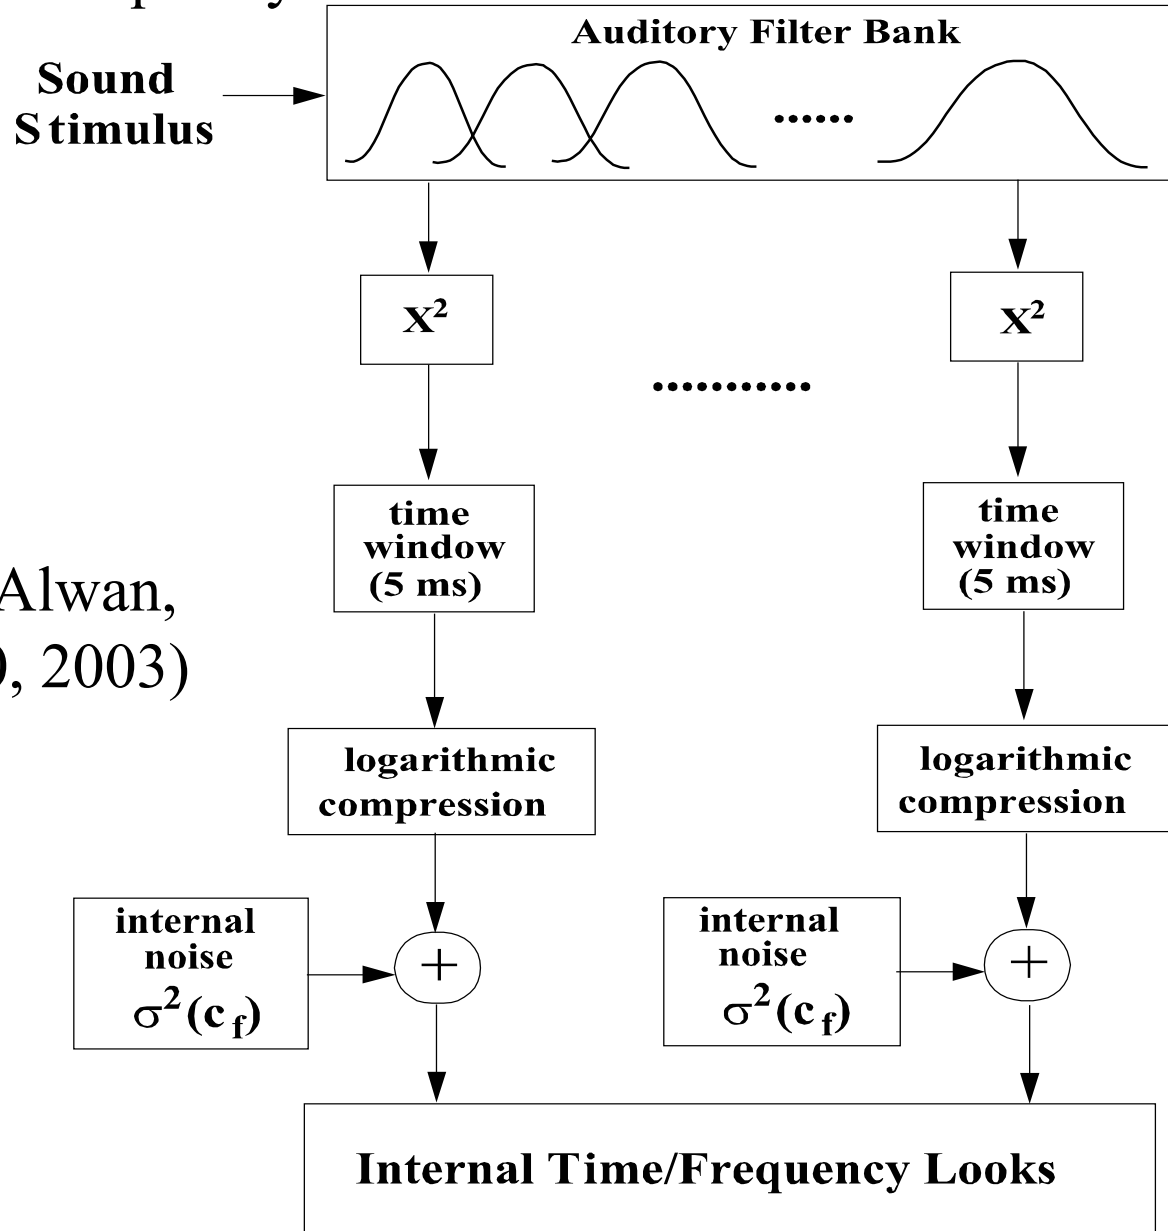 Auditory Filter Bank
Sound
Stimulus
......
X²
X²
...........
time
window
(5 ms)
time
window
(5 ms)
Alwan,
, 2003)
logarithmic
compression
logarithmic
compression
internal
noise
σ²(c_f)
+
internal
noise
σ²(c_f)
+
Internal Time/Frequency Looks